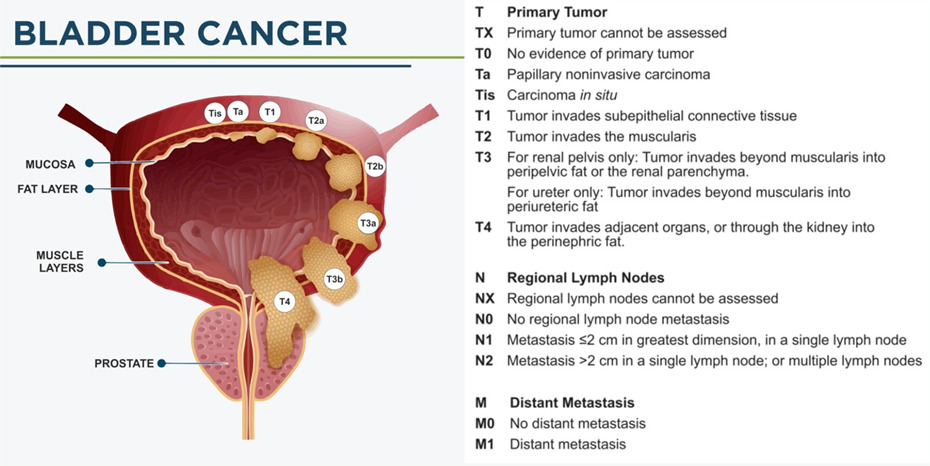 BLADDER CANCER
Tis
Ta
T1
T2a
T2b
T3a
T3b
T4
MUCOSA
FAT LAYER
MUSCLE
LAYERS
PROSTATE
T Primary Tumor
TX Primary tumor cannot be assessed
T0 No evidence of primary tumor
Ta Papillary noninvasive carcinoma
Tis Carcinoma in situ
T1 Tumor invades subepithelial connective tissue
T2 Tumor invades the muscularis
T3 For renal pelvis only: Tumor invades beyond muscularis into
peripelvic fat or the renal parenchyma.
For ureter only: Tumor invades beyond muscularis into
periureteric fat
T4 Tumor invades adjacent organs, or through the kidney into
the perinephric fat.
N Regional Lymph Nodes
NX Regional lymph nodes cannot be assessed
N0 No regional lymph node metastasis
N1 Metastasis ≤2 cm in greatest dimension, in a single lymph node
N2 Metastasis >2 cm in a single lymph node; or multiple lymph nodes
M Distant Metastasis
M0 No distant metastasis
M1 Distant metastasis